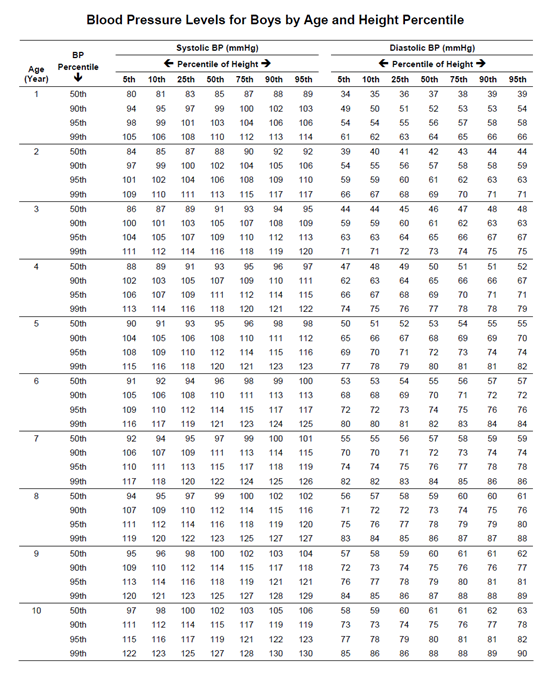 Blood Pressure Levels for Boys by Age and Height Percentile
Systolic BP (mmHg) Diastolic BP (mmHg)
BP ← Percentile of Height → ← Percentile of Height →
Age Percentile
(Year) ↓ 5th 10th 25th 50th 75th 90th 95th 5th 10th 25th 50th 75th 90th 95th
1 50th 80 81 83 85 87 88 89 34 35 36 37 38 39 39
90th 94 95 97 99 100 102 103 49 50 51 52 53 53 54
95th 98 99 101 103 104 106 106 54 54 55 56 57 58 58
99th 105 106 108 110 112 113 114 61 62 63 64 65 66 66
2 50th 84 85 87 88 90 92 92 39 40 41 42 43 44 44
90th 97 99 100 102 104 105 106 54 55 56 57 58 58 59
95th 101 102 104 106 108 109 110 59 59 60 61 62 63 63
99th 109 110 111 113 115 117 117 66 67 68 69 70 71 71
3 50th 86 87 89 91 93 94 95 44 44 45 46 47 48 48
90th 100 101 103 105 107 108 109 59 59 60 61 62 63 63
95th 104 105 107 109 110 112 113 63 63 64 65 66 67 67
99th 111 112 114 116 118 119 120 71 71 72 73 74 75 75
4 50th 88 89 91 93 95 96 97 47 48 49 50 51 51 52
90th 102 103 105 107 109 110 111 62 63 64 65 66 66 67
95th 106 107 109 111 112 114 115 66 67 68 69 70 71 71
99th 113 114 116 118 120 121 122 74 75 76 77 78 78 79
5 50th 90 91 93 95 96 98 98 50 51 52 53 54 55 55
90th 104 105 106 108 110 111 112 65 66 67 68 69 69 70
95th 108 109 110 112 114 115 116 69 70 71 72 73 74 74
99th 115 116 118 120 121 123 123 77 78 79 80 81 81 82
6 50th 91 92 94 96 98 99 100 53 53 54 55 56 57 57
90th 105 106 108 110 111 113 113 68 68 69 70 71 72 72
95th 109 110 112 114 115 117 117 72 72 73 74 75 76 76
99th 116 117 119 121 123 124 125 80 80 81 82 83 84 84
7 50th 92 94 95 97 99 100 101 55 55 56 57 58 59 59
90th 106 107 109 111 113 114 115 70 70 71 72 73 74 74
95th 110 111 113 115 117 118 119 74 74 75 76 77 78 78
99th 117 118 120 122 124 125 126 82 82 83 84 85 86 86
8 50th 94 95 97 99 100 102 102 56 57 58 59 60 60 61
90th 107 109 110 112 114 115 116 71 72 72 73 74 75 76
95th 111 112 114 116 118 119 120 75 76 77 78 79 79 80
99th 119 120 122 123 125 127 127 83 84 85 86 87 87 88
9 50th 95 96 98 100 102 103 104 57 58 59 60 61 61 62
90th 109 110 112 114 115 117 118 72 73 74 75 76 76 77
95th 113 114 116 118 119 121 121 76 77 78 79 80 81 81
99th 120 121 123 125 127 128 129 84 85 86 87 88 88 89
10 50th 97 98 100 102 103 105 106 58 59 60 61 61 62 63
90th 111 112 114 115 117 119 119 73 73 74 75 76 77 78
95th 115 116 117 119 121 122 123 77 78 79 80 81 81 82
99th 122 123 125 127 128 130 130 85 86 86 88 88 89 90